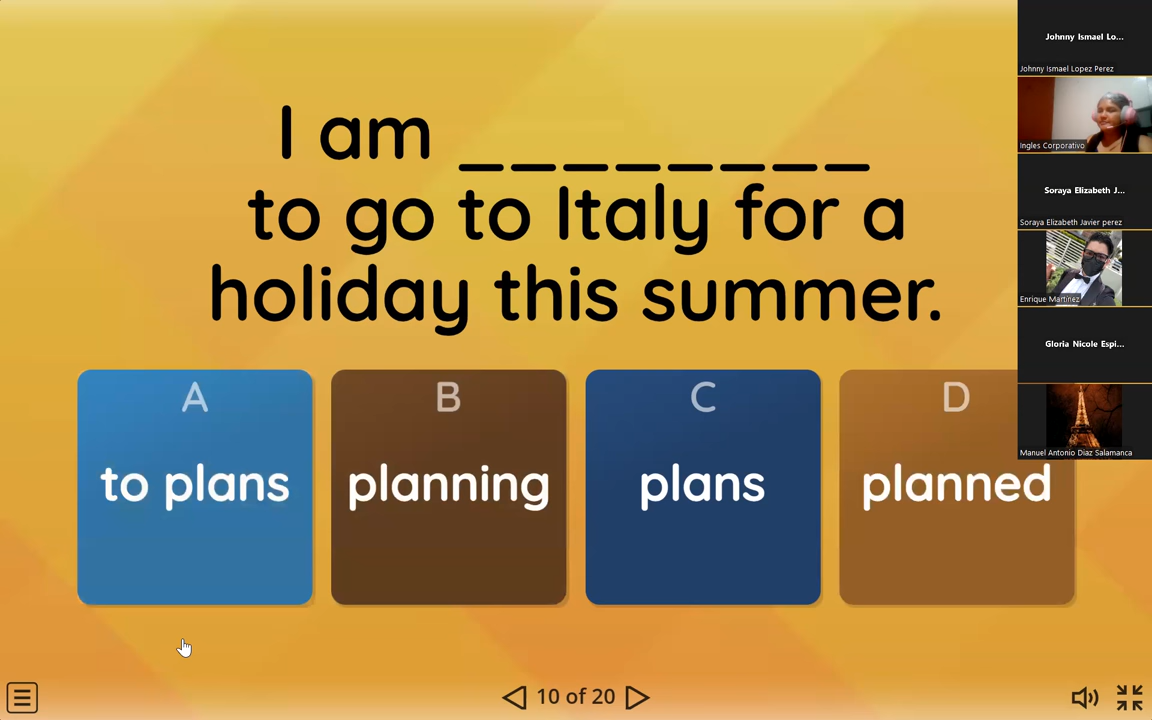 I am ________
to go to Italy for a
holiday this summer.
A
to plans
B
planning
C
plans
D
planned
10 of 20
Johnny Ismael Lo...
Johnny Ismael Lopez Perez
Ingles Corporativo
Soraya Elizabeth J...
Soraya Elizabeth Javier perez
Enrique Martinez
Gloria Nicole Espi...
Manuel Antonio Diaz Salamanca